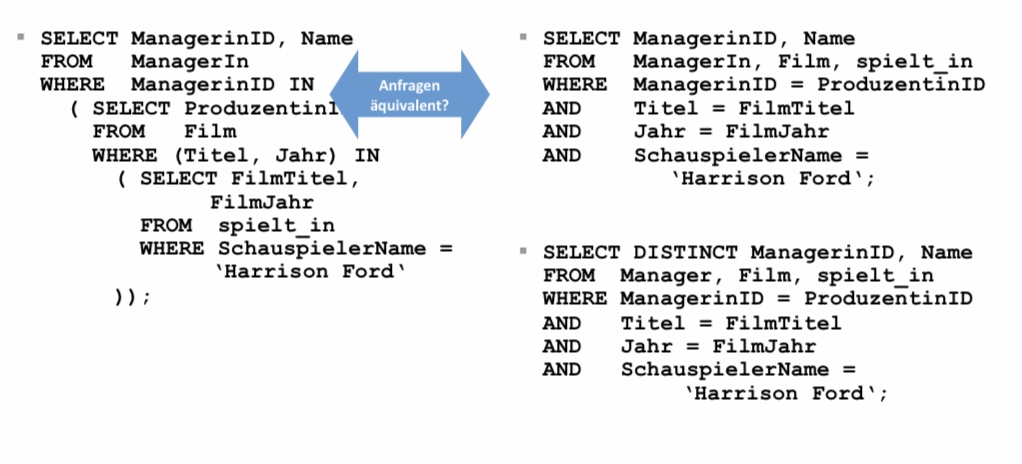 SELECT ManagerinID, Name
FROM ManagerIn
WHERE ManagerinID IN
( SELECT ProduzentinI
FROM Film
WHERE (Titel, Jahr) IN
( SELECT FilmTitel,
FilmJahr
FROM spielt_in
WHERE SchauspielerName =
‛Harrison Ford‛
));
Anfragen
äquivalent?
SELECT ManagerinID, Name
FROM ManagerIn, Film, spielt_in
WHERE ManagerinID = ProduzentinID
AND Titel = FilmTitel
AND Jahr = FilmJahr
AND SchauspielerName =
‛Harrison Ford‛;
SELECT DISTINCT ManagerinID, Name
FROM Manager, Film, spielt_in
WHERE ManagerinID = ProduzentinID
AND Titel = FilmTitel
AND Jahr = FilmJahr
AND SchauspielerName =
‛Harrison Ford‛;